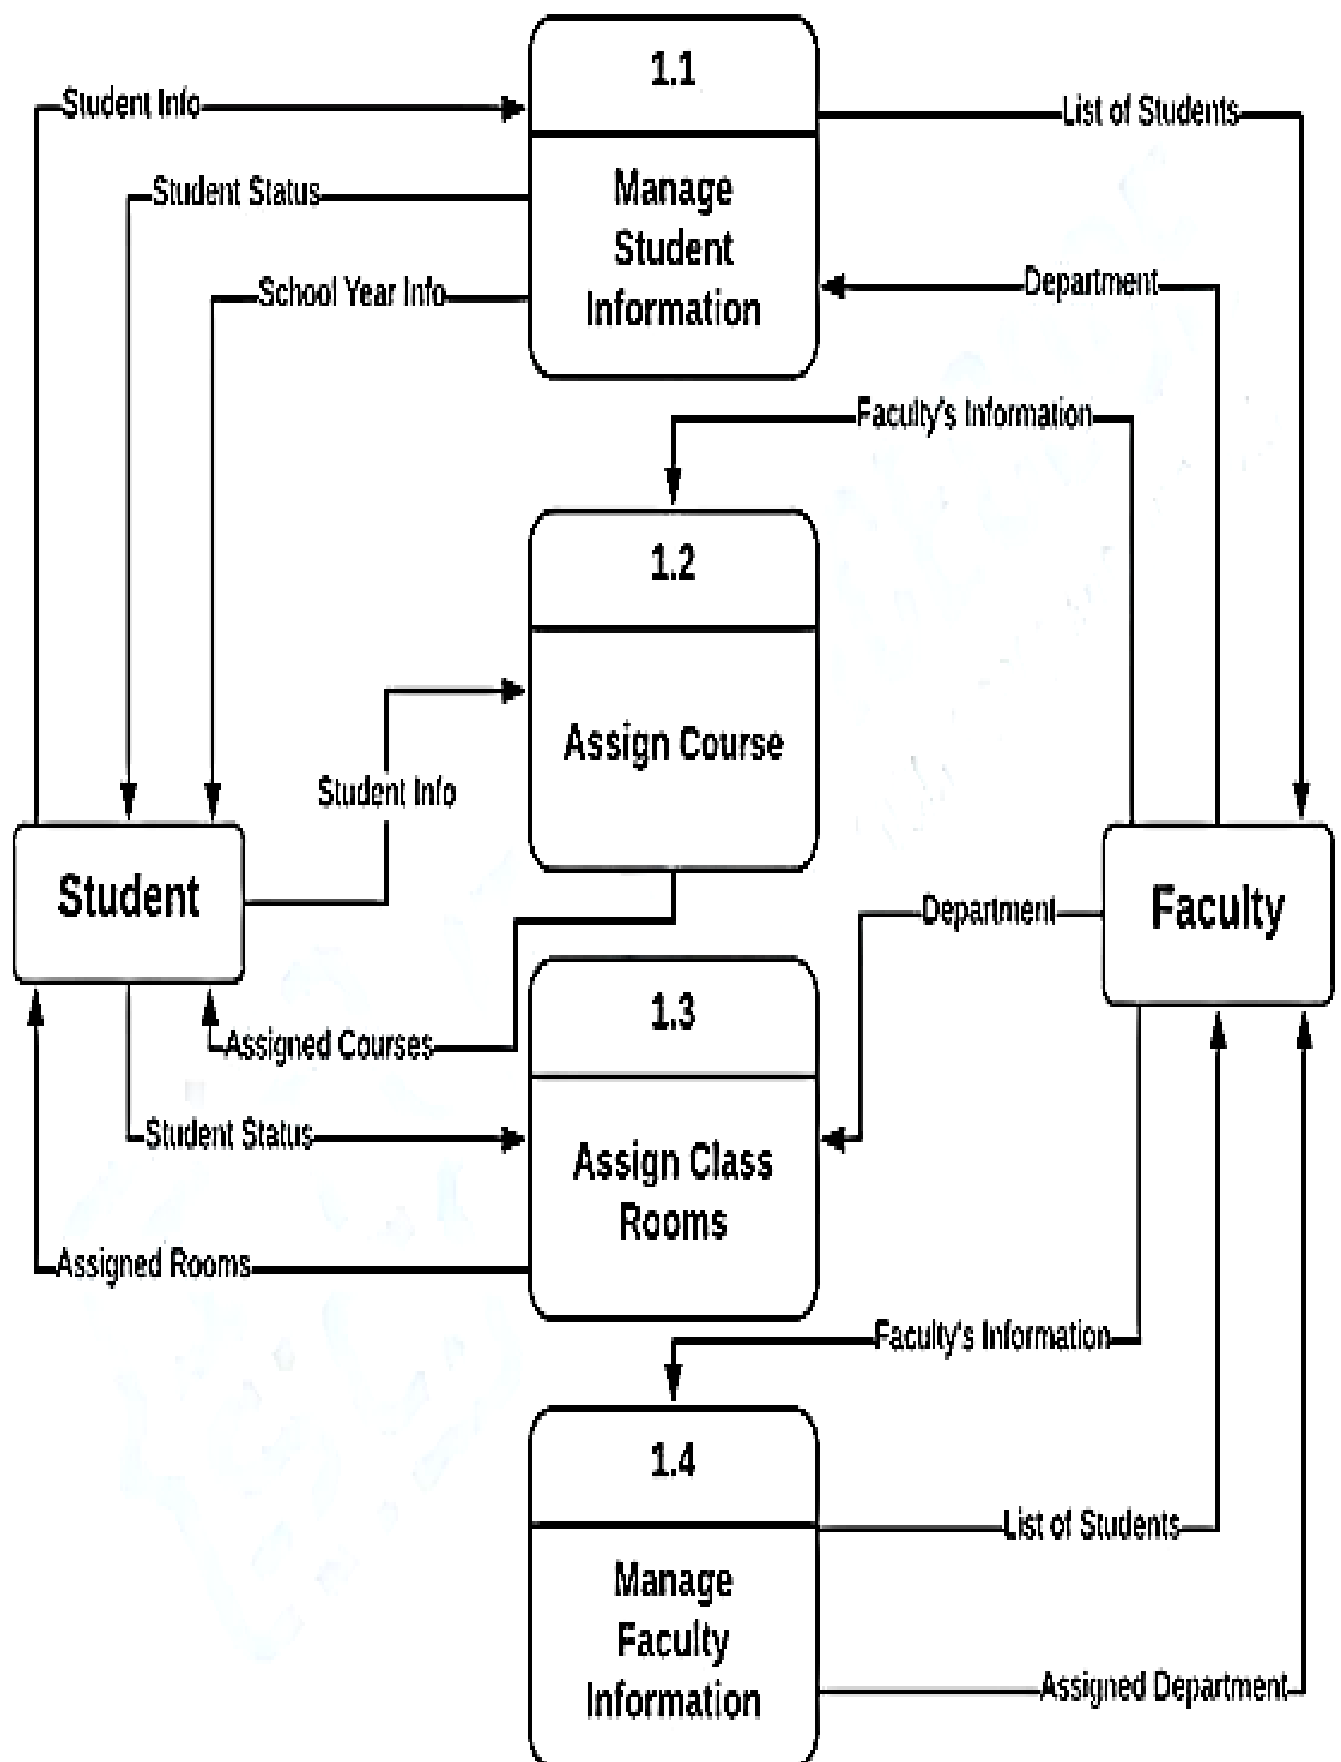 1.1
Student Info
List of Students
Manage
Student
Information
Student Status
School Year Info
Department
Faculty's Information
1.2
Assign Course
Student Info
Student
Faculty
Department
1.3
Assigned Courses
Student Status
Assign Class
Rooms
Assigned Rooms
Faculty's Information
1.4
List of Students
Manage
Faculty
Information
Assigned Department